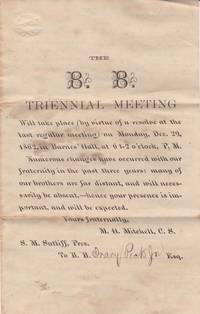 THE
B. B.
TRIENNIAL MEETING
Will take place (by virtue of a resolve at the
last regular meeting) on Monday, Dec. 29,
1862, in Barnes' Hall, at 6 1-2 o'clock, P. M.
Numerous changes have occurred with our
fraternity in the past three years: many of
our brothers are far distant, and will neces-
sarily be absent,—hence your presence is im-
portant, and will be expected.
Yours fraternally,
M. H. Mitchell, C. S.
S. M. Sutliff, Pres.
To B. B. Tracy Peck Jr Esq.